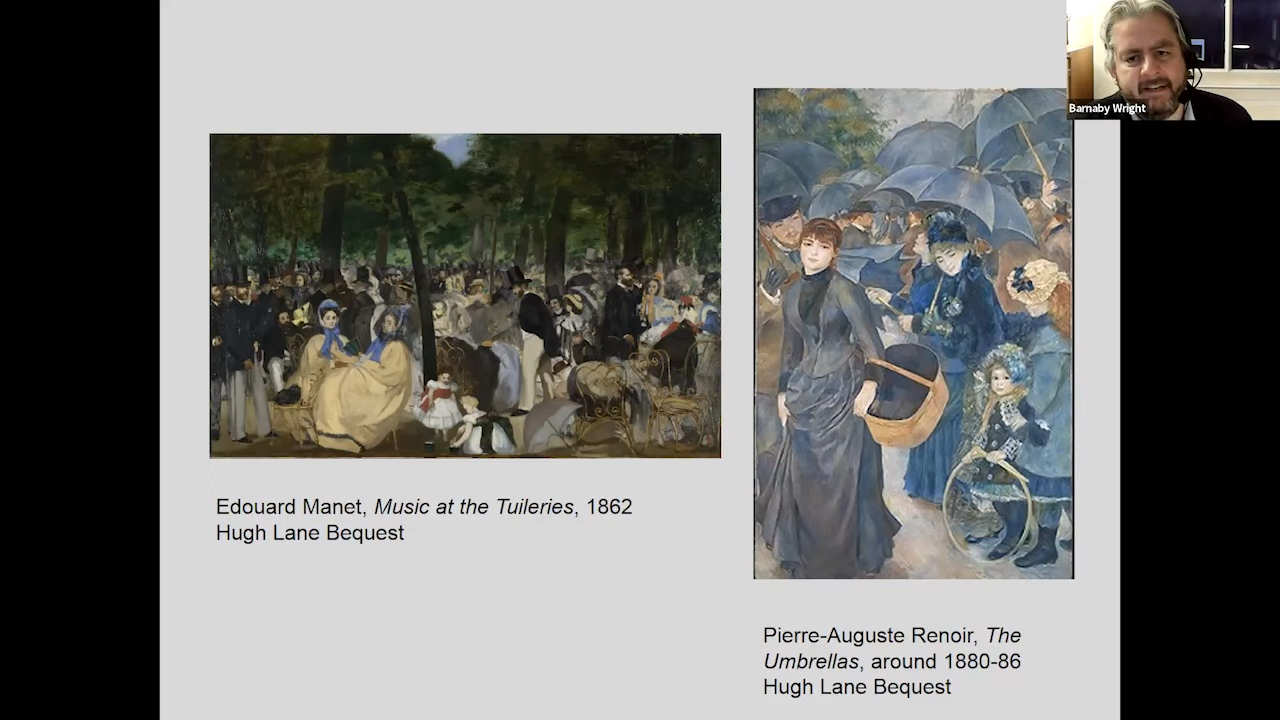 Barnaby Wright
Edouard Manet, Music at the Tuileries, 1862
Hugh Lane Bequest
Pierre-Auguste Renoir, The
Umbrellas, around 1880-86
Hugh Lane Bequest